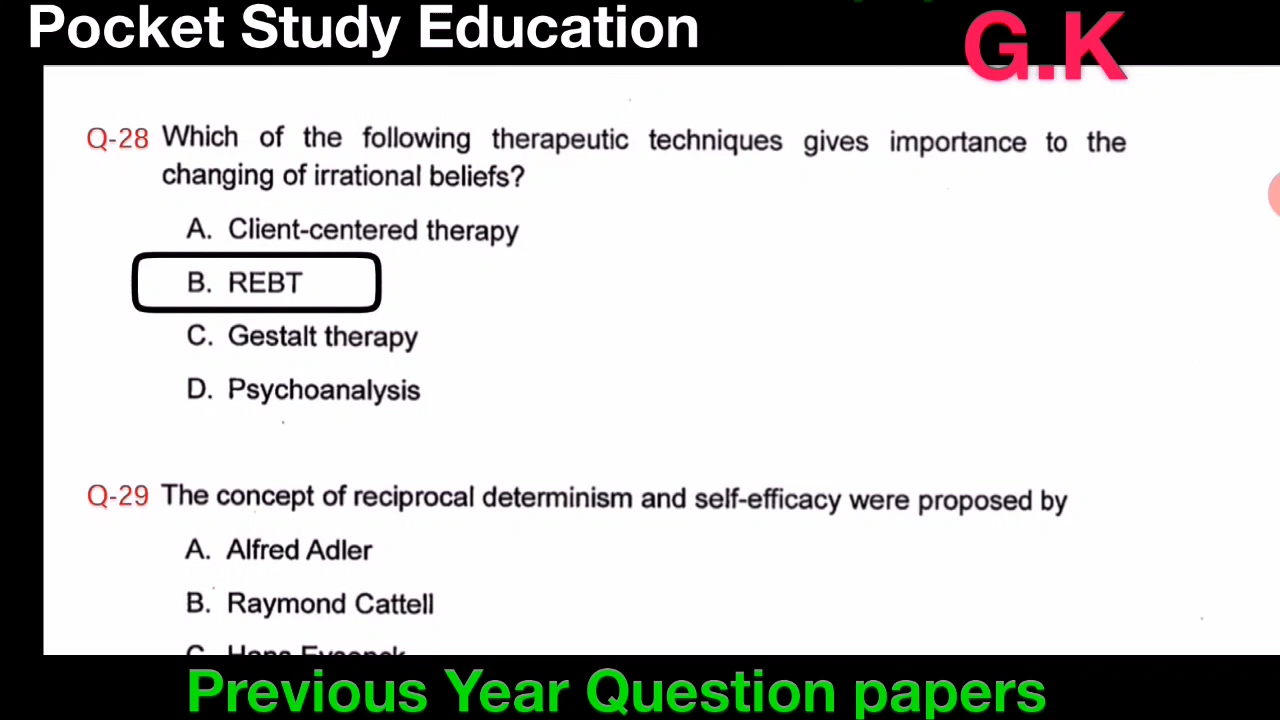 Pocket Study Education
G.K
Q-28 Which of the following therapeutic techniques gives importance to the
changing of irrational beliefs?
A. Client-centered therapy
B. REBT
C. Gestalt therapy
D. Psychoanalysis
Q-29 The concept of reciprocal determinism and self-efficacy were proposed by
A. Alfred Adler
B. Raymond Cattell
C. Hans Eysenck
Previous Year Question papers